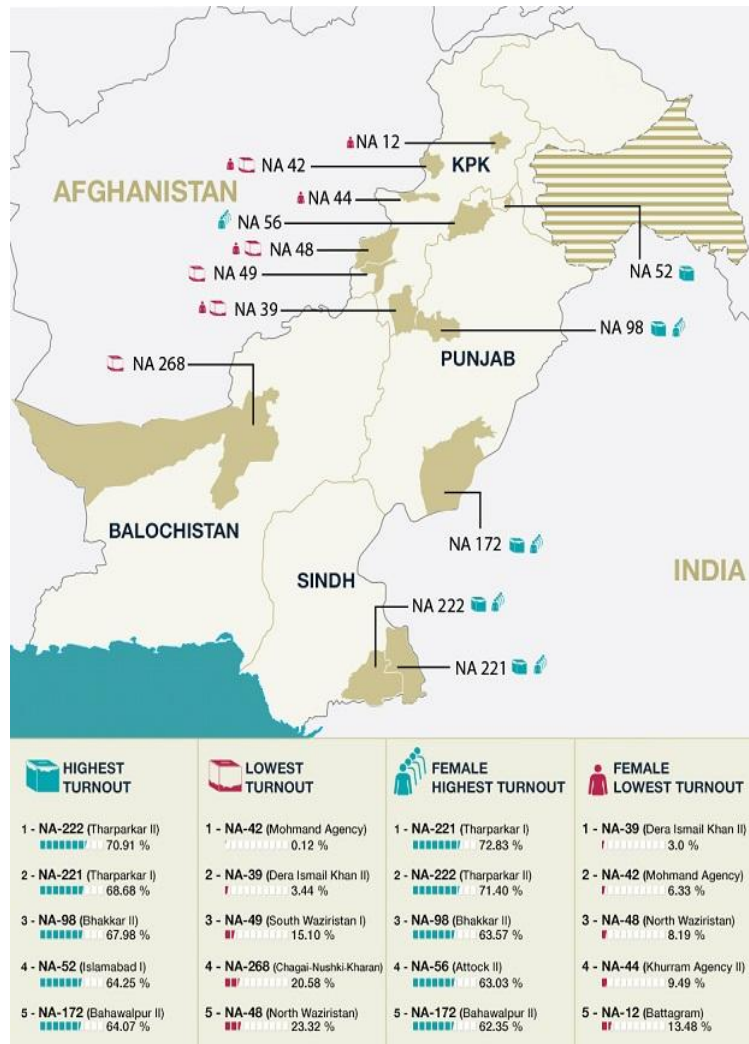 NA 12
NA 42
KPK
AFGHANISTAN
NA 44
NA 56
NA 48
NA 49
NA 52
NA 39
NA 98
PUNJAB
NA 268
BALOCHISTAN
NA 172
SINDH
INDIA
NA 222
NA 221
HIGHEST
TURNOUT
1 - NA-222 (Tharparkar II)
70.91 %
2 - NA-221 (Tharparkar I)
68.68 %
3 - NA-98 (Bhakkar II)
67.98 %
4 - NA-52 (Islamabad I)
64.25 %
5 - NA-172 (Bahawalpur II)
64.07 %
LOWEST
TURNOUT
1 - NA-42 (Mohmand Agency)
0.12 %
2 - NA-39 (Dera Ismail Khan II)
3.44 %
3 - NA-49 (South Waziristan I)
15.10 %
4 - NA-268 (Chagai-Nushki-Kharan)
20.58 %
5 - NA-48 (North Waziristan)
23.32 %
FEMALE
HIGHEST TURNOUT
1 - NA-221 (Tharparkar I)
72.83 %
2 - NA-222 (Tharparkar II)
71.40 %
3 - NA-98 (Bhakkar II)
63.57 %
4 - NA-56 (Attock II)
63.03 %
5 - NA-172 (Bahawalpur II)
62.35 %
FEMALE
LOWEST TURNOUT
1 - NA-39 (Dera Ismail Khan II)
3.0 %
2 - NA-42 (Mohmand Agency)
6.33 %
3 - NA-48 (North Waziristan)
8.19 %
4 - NA-44 (Khurram Agency II)
9.49 %
5 - NA-12 (Battagram)
13.48 %